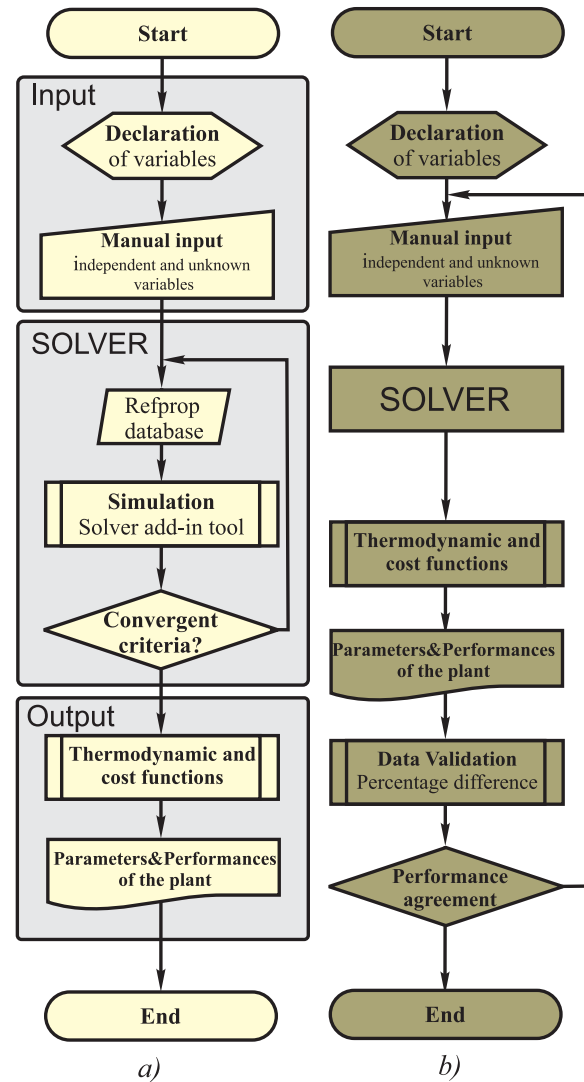 Start
Input
Declaration
of variables
Manual input
independent and unknown
variables
SOLVER
Refprop
database
Simulation
Solver add-in tool
Convergent
criteria?
Output
Thermodynamic and
cost functions
Parameters&Performances
of the plant
End
a)
Start
Declaration
of variables
Manual input
independent and unknown
variables
SOLVER
Thermodynamic and
cost functions
Parameters&Performances
of the plant
Data Validation
Percentage difference
Performance
agreement
End
b)